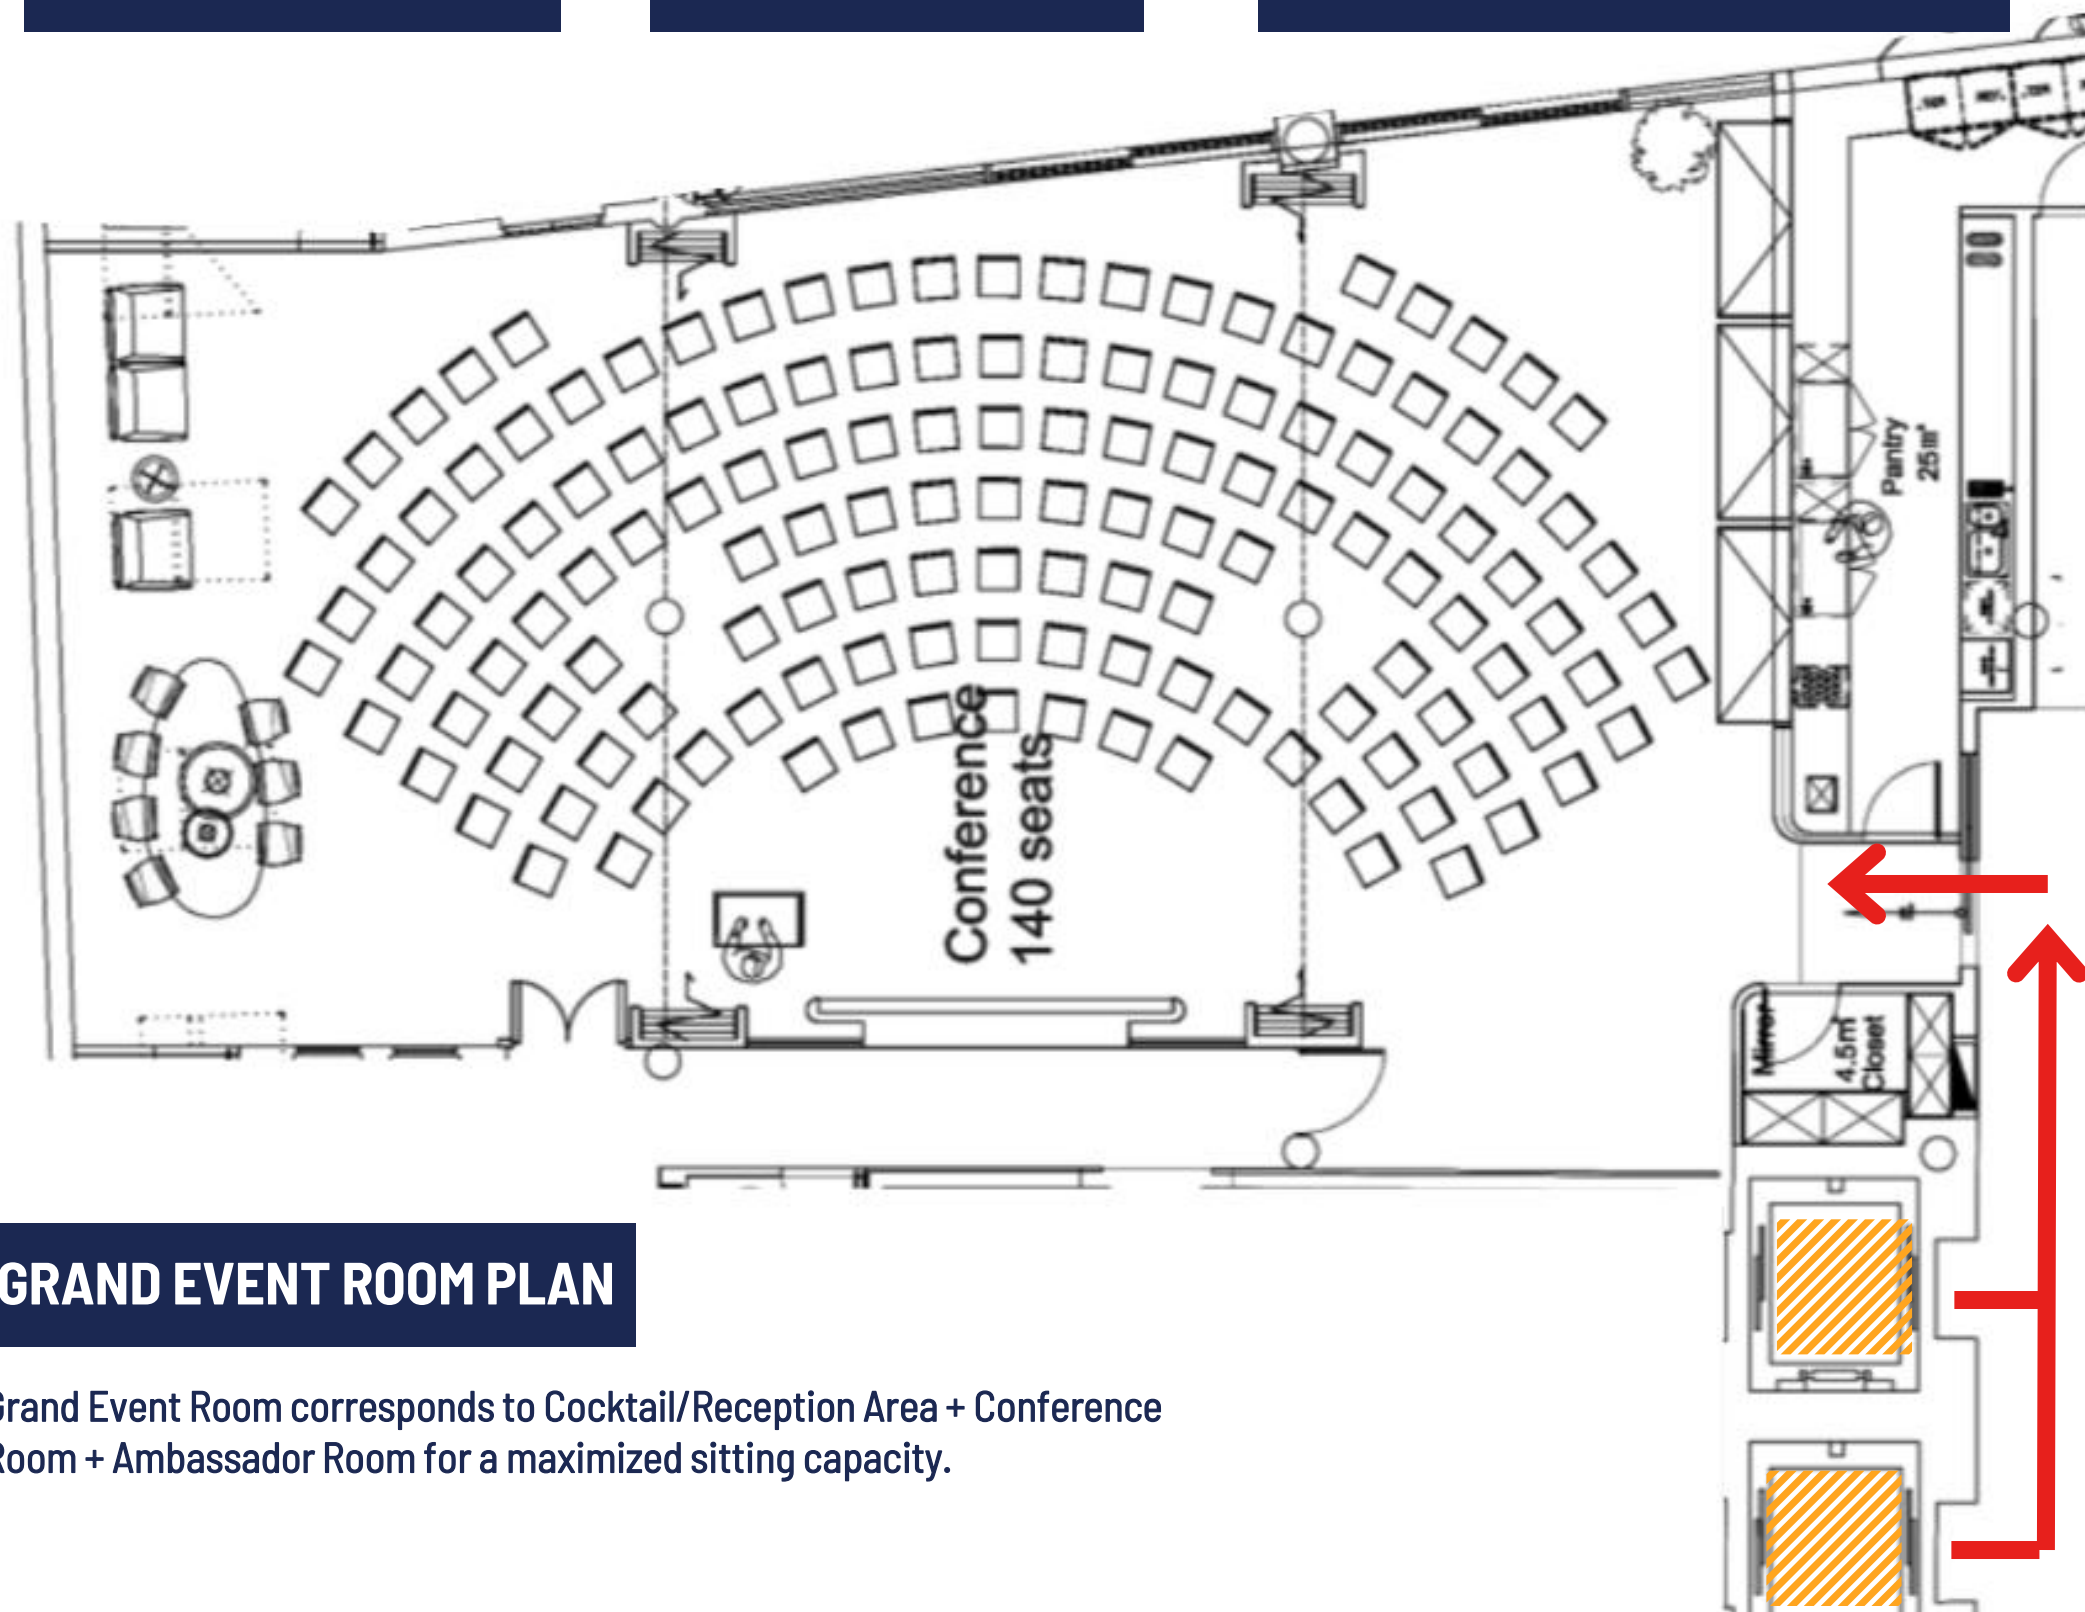 Pantry
25㎡
Conference
140 seats
Mirror
4.5㎡
Closet
GRAND EVENT ROOM PLAN
Grand Event Room corresponds to Cocktail/Reception Area + Conference
Room + Ambassador Room for a maximized sitting capacity.